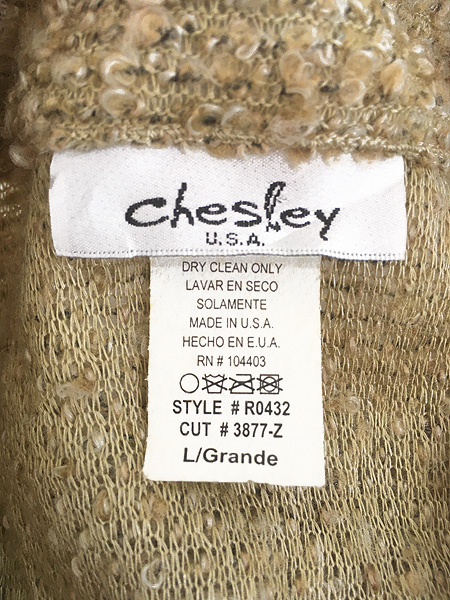 Chesley
U.S.A.
DRY CLEAN ONLY
LAVAR EN SECO
SOLAMENTE
MADE IN U.S.A.
HECHO EN E.U.A.
RN # 104403
STYLE # R0432
CUT # 3877-Z
L/Grande